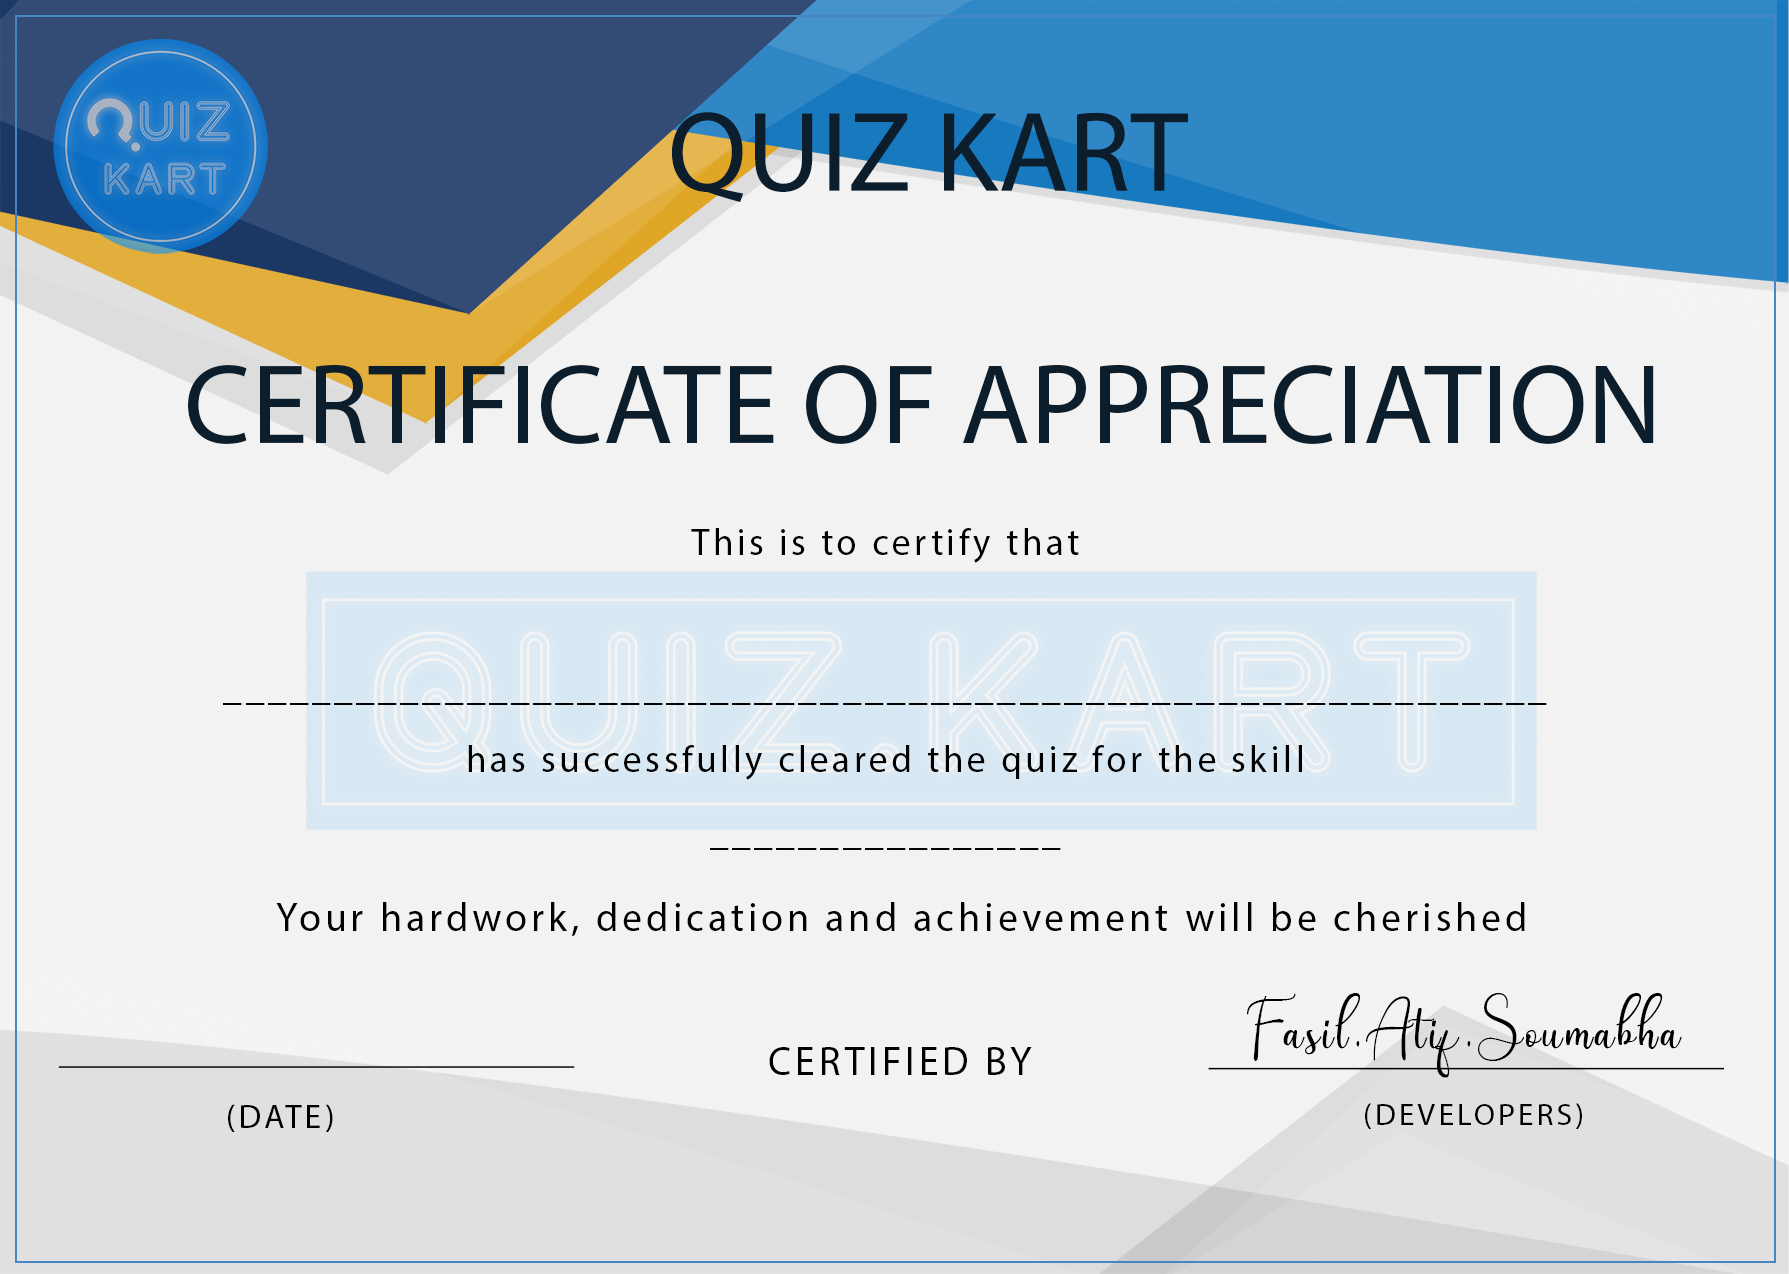 QUIZ
KART
QUIZ KART
CERTIFICATE OF APPRECIATION
This is to certify that
QUIZ.KART
____________________________________________________________
has successfully cleared the quiz for the skill
________________
Your hardwork, dedication and achievement will be cherished
Fasil.Atif.Soumabha
CERTIFIED BY
(DATE)
(DEVELOPERS)